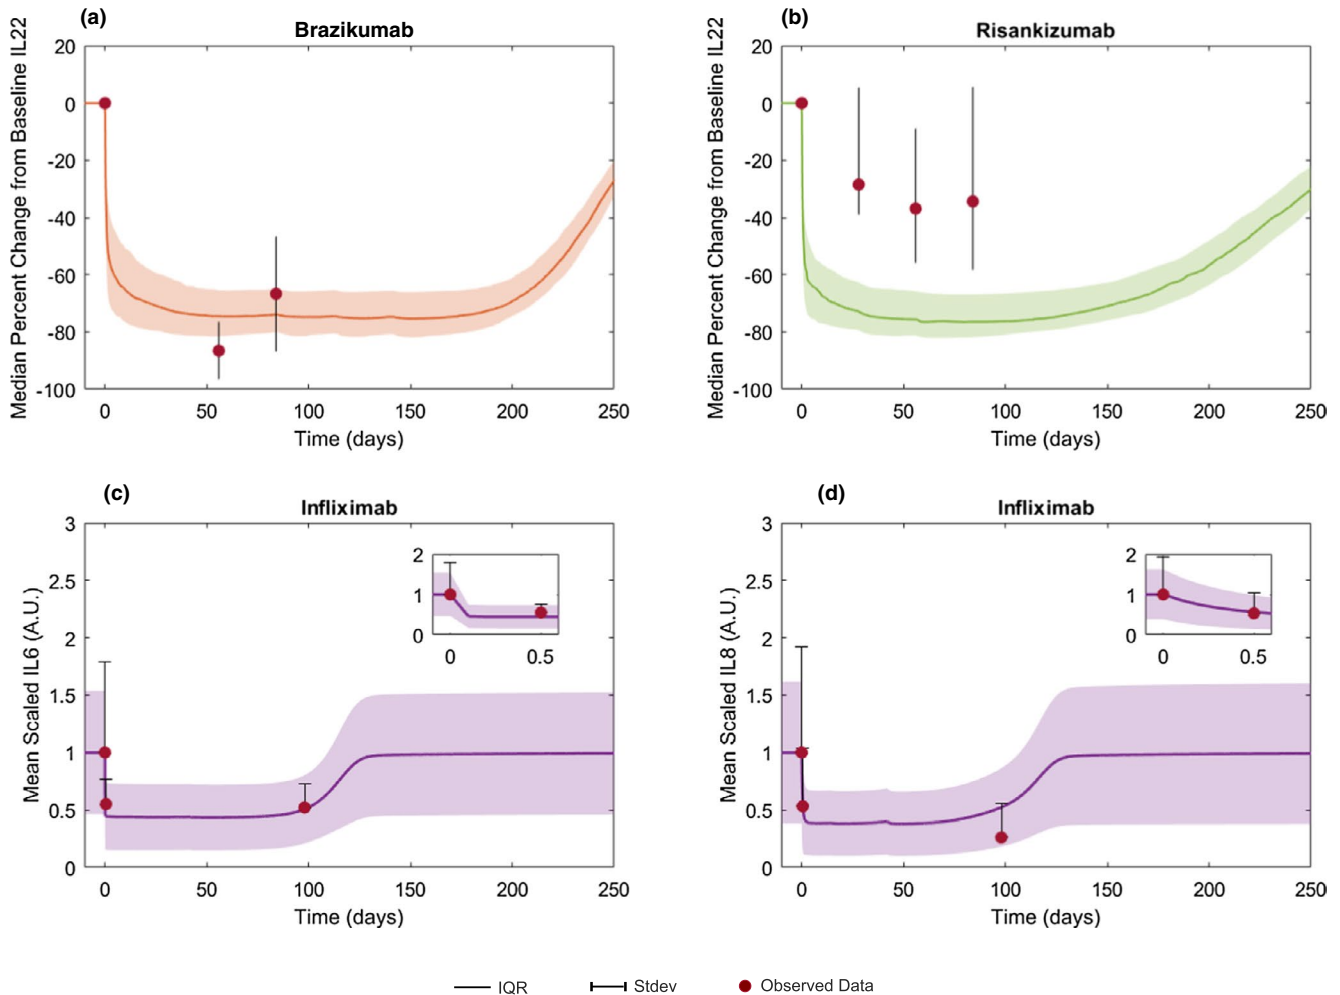 (a)
Brazikumab
Median Percent Change from Baseline IL22
20
0
-20
-40
-60
-80
-100
0 50 100 150 200 250
Time (days)
(b)
Risankizumab
Median Percent Change from Baseline IL22
20
0
-20
-40
-60
-80
-100
0 50 100 150 200 250
Time (days)
(c)
Infliximab
Mean Scaled IL6 (A.U.)
3
2.5
2
1.5
1
0.5
0
0 50 100 150 200 250
Time (days)
2
1
0
0 0.5
(d)
Infliximab
Mean Scaled IL8 (A.U.)
3
2.5
2
1.5
1
0.5
0
0 50 100 150 200 250
Time (days)
2
1
0
0 0.5
IQR Stdev Observed Data